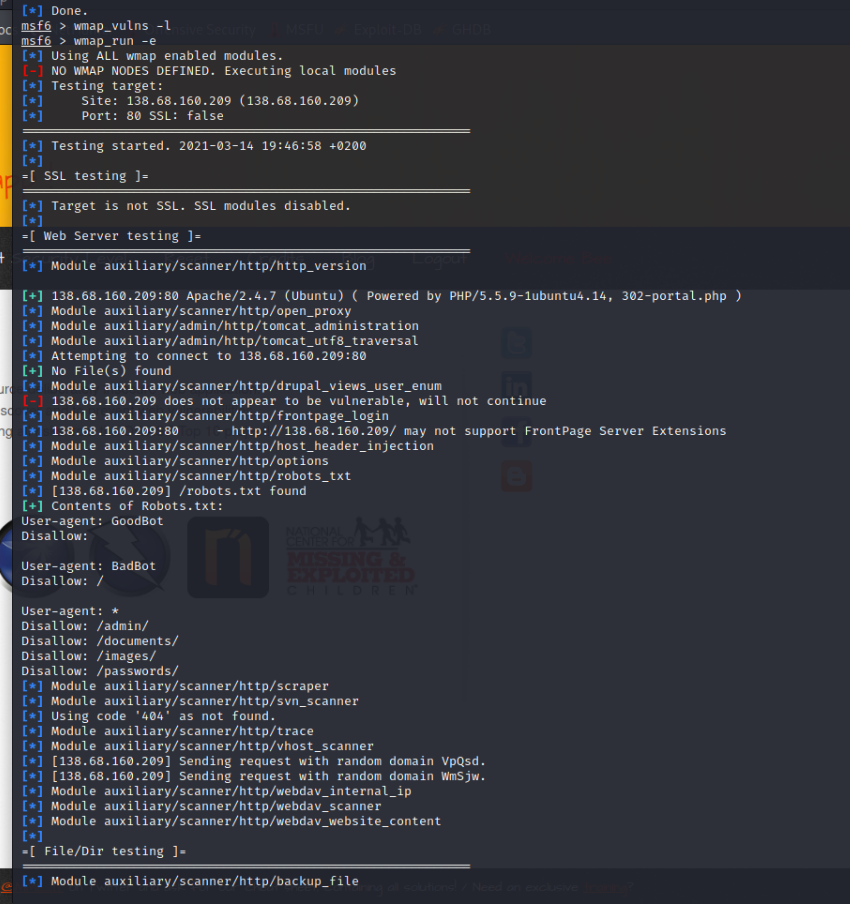 [*] Done.
msf6 > wmap_vulns -l
msf6 > wmap_run -e
[*] Using ALL wmap enabled modules.
[-] NO WMAP NODES DEFINED. Executing local modules
[*] Testing target:
[*] Site: 138.68.160.209 (138.68.160.209)
[*] Port: 80 SSL: false
[*] Testing started. 2021-03-14 19:46:58 +0200
[*]
=[ SSL testing ]=
[*] Target is not SSL. SSL modules disabled.
[*]
=[ Web Server testing ]=
[*] Module auxiliary/scanner/http/http_version
[+] 138.68.160.209:80 Apache/2.4.7 (Ubuntu) ( Powered by PHP/5.5.9-1ubuntu4.14, 302-portal.php )
[*] Module auxiliary/scanner/http/open_proxy
[*] Module auxiliary/admin/http/tomcat_administration
[*] Module auxiliary/admin/http/tomcat_utf8_traversal
[*] Attempting to connect to 138.68.160.209:80
[+] No File(s) found
[*] Module auxiliary/scanner/http/drupal_views_user_enum
[-] 138.68.160.209 does not appear to be vulnerable, will not continue
[*] Module auxiliary/scanner/http/frontpage_login
[*] 138.68.160.209:80 - http://138.68.160.209/ may not support FrontPage Server Extensions
[*] Module auxiliary/scanner/http/host_header_injection
[*] Module auxiliary/scanner/http/options
[*] Module auxiliary/scanner/http/robots_txt
[*] [138.68.160.209] /robots.txt found
[+] Contents of Robots.txt:
User-agent: GoodBot
Disallow:
User-agent: BadBot
Disallow: /
NATIONAL
CENTER FOR
MISSING &
EXPLOITED
CHILDREN
User-agent: *
Disallow: /admin/
Disallow: /documents/
Disallow: /images/
Disallow: /passwords/
[*] Module auxiliary/scanner/http/scraper
[*] Module auxiliary/scanner/http/svn_scanner
[*] Using code '404' as not found.
[*] Module auxiliary/scanner/http/trace
[*] Module auxiliary/scanner/http/vhost_scanner
[*] [138.68.160.209] Sending request with random domain VpQsd.
[*] [138.68.160.209] Sending request with random domain WmSjw.
[*] Module auxiliary/scanner/http/webdav_internal_ip
[*] Module auxiliary/scanner/http/webdav_scanner
[*] Module auxiliary/scanner/http/webdav_website_content
[*]
=[ File/Dir testing ]=
[*] Module auxiliary/scanner/http/backup_file